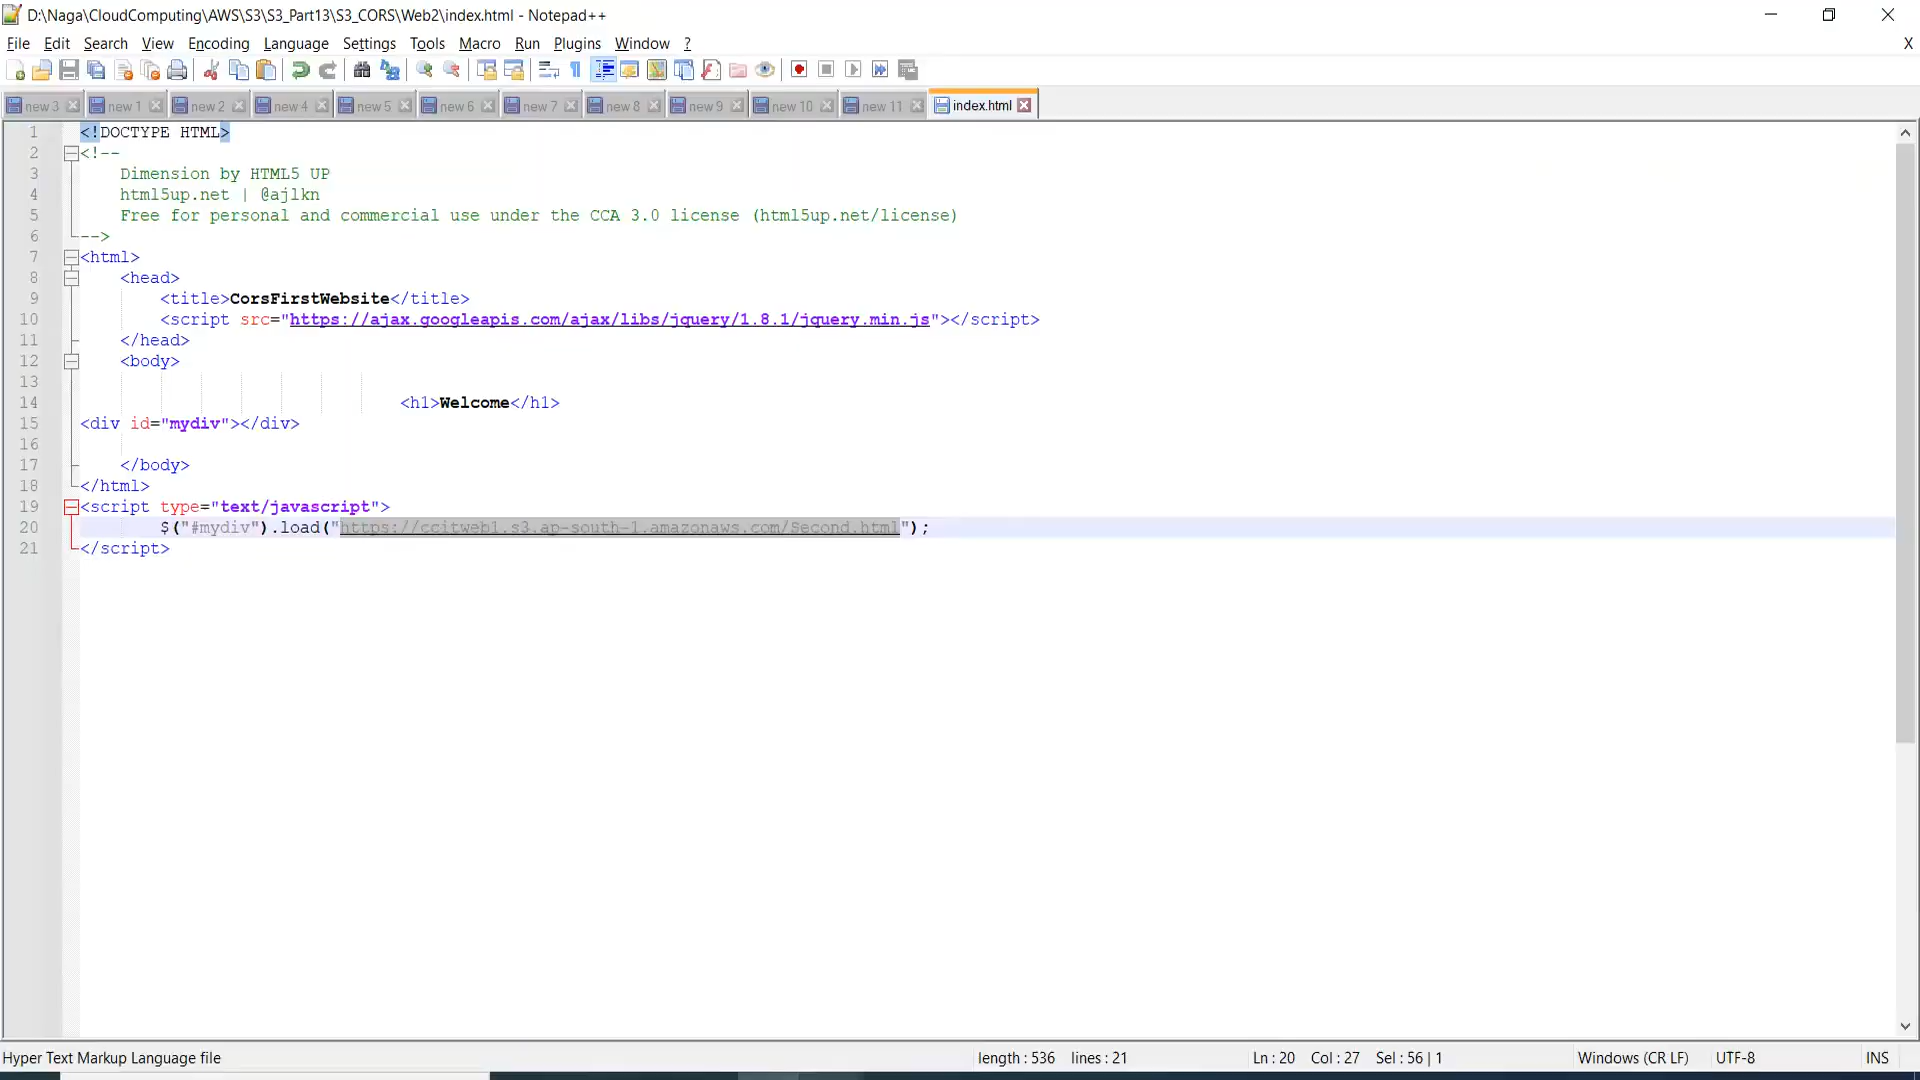 D:\Naga\CloudComputing\AWS\S3\S3_Part13\S3_CORS\Web2\index.html - Notepad++
File Edit Search View Encoding Language Settings Tools Macro Run Plugins Window ? X
new 3 new 1 new 2 new 4 new 5 new 6 new 7 new 8 new 9 new 10 new 11 index.html
1 <!DOCTYPE HTML>
2 <!--
3 Dimension by HTML5 UP
4 html5up.net | @ajlkn
5 Free for personal and commercial use under the CCA 3.0 license (html5up.net/license)
6 -->
7 <html>
8 <head>
9 <title>CorsFirstWebsite</title>
10 <script src="https://ajax.googleapis.com/ajax/libs/jquery/1.8.1/jquery.min.js"></script>
11 </head>
12 <body>
13
14 <h1>Welcome</h1>
15 <div id="mydiv"></div>
16
17 </body>
18 </html>
19 <script type="text/javascript">
20 $("#mydiv").load("https://ccitweb1.s3.ap-south-1.amazonaws.com/Second.html");
21 </script>
Hyper Text Markup Language file length : 536 lines : 21 Ln : 20 Col : 27 Sel : 56 | 1 Windows (CR LF) UTF-8 INS